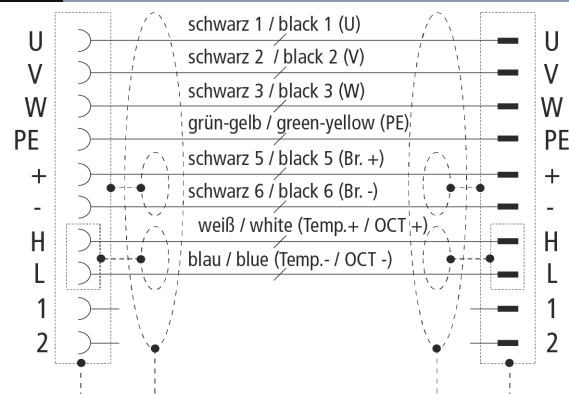 schwarz 1 / black 1 (U)
U U
schwarz 2 / black 2 (V)
V V
schwarz 3 / black 3 (W)
W W
grün-gelb / green-yellow (PE)
PE PE
schwarz 5 / black 5 (Br. +)
+ +
schwarz 6 / black 6 (Br. -)
- -
weiß / white (Temp.+ / OCT +)
H H
blau / blue (Temp.- / OCT -)
L L
1 1
2 2